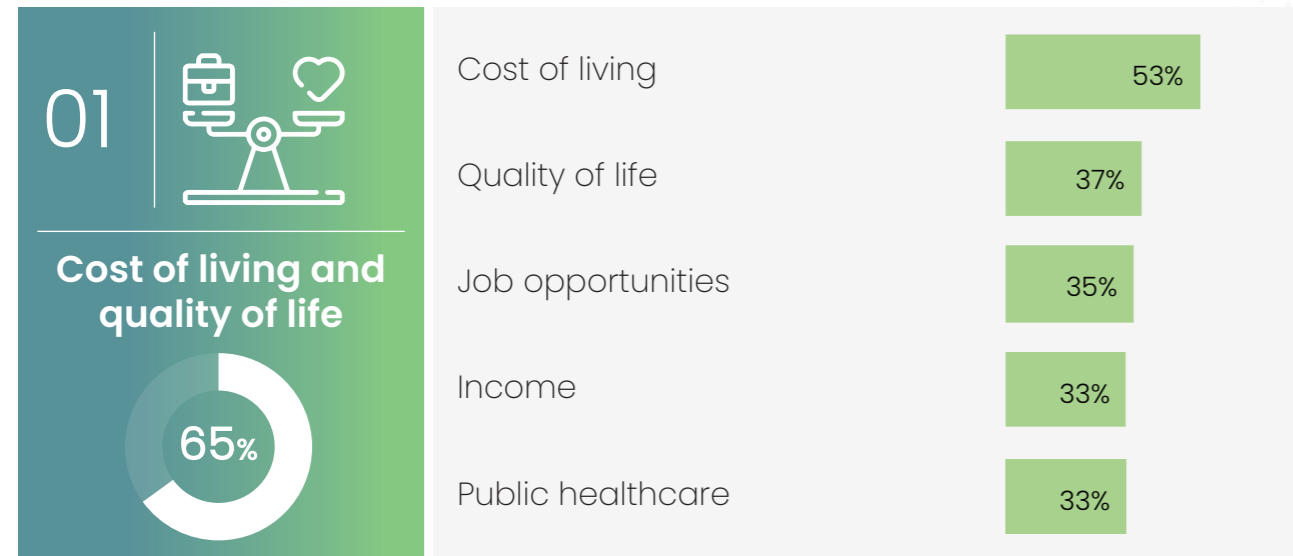 01
Cost of living and
quality of life
65%
Cost of living 53%
Quality of life 37%
Job opportunities 35%
Income 33%
Public healthcare 33%